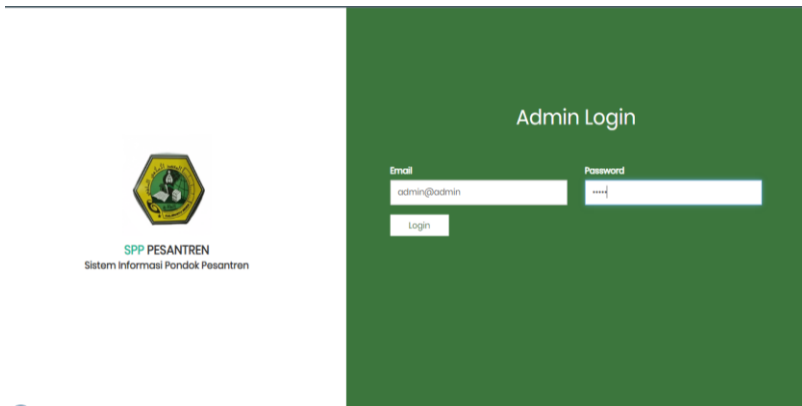 SPP PESANTREN
Sistem Informasi Pondok Pesantren
Admin Login
Email
Password
admin@admin
•••••
Login